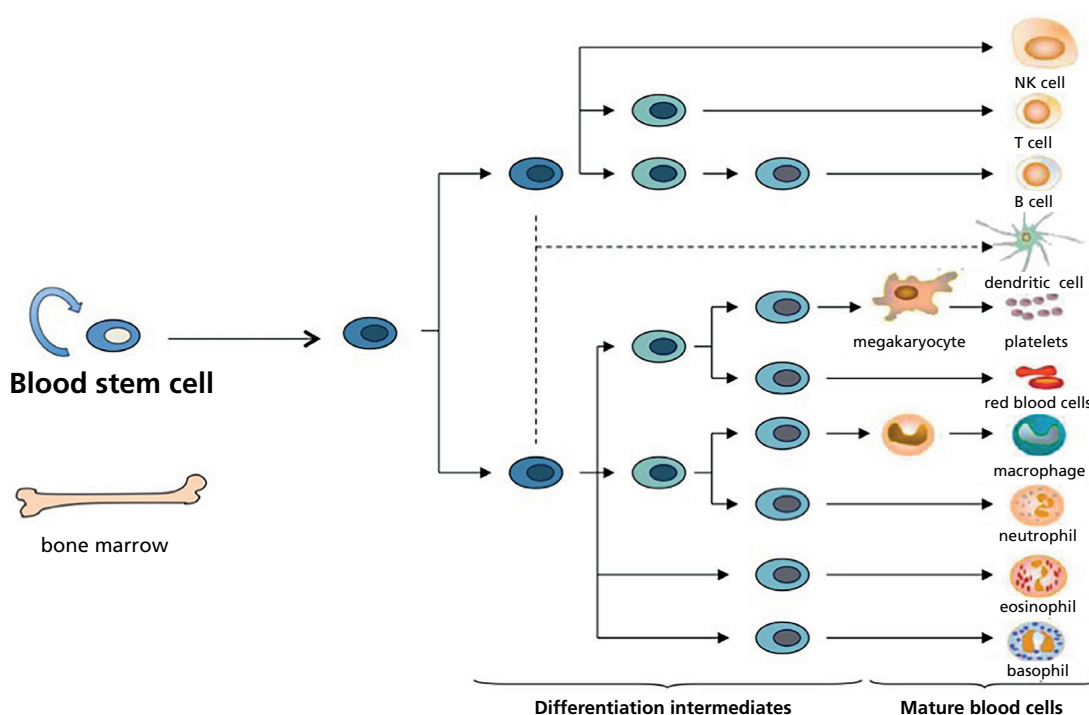 NK cell
T cell
B cell
dendritic cell
megakaryocyte
platelets
Blood stem cell
red blood cells
macrophage
neutrophil
bone marrow
eosinophil
basophil
Differentiation intermediates
Mature blood cells